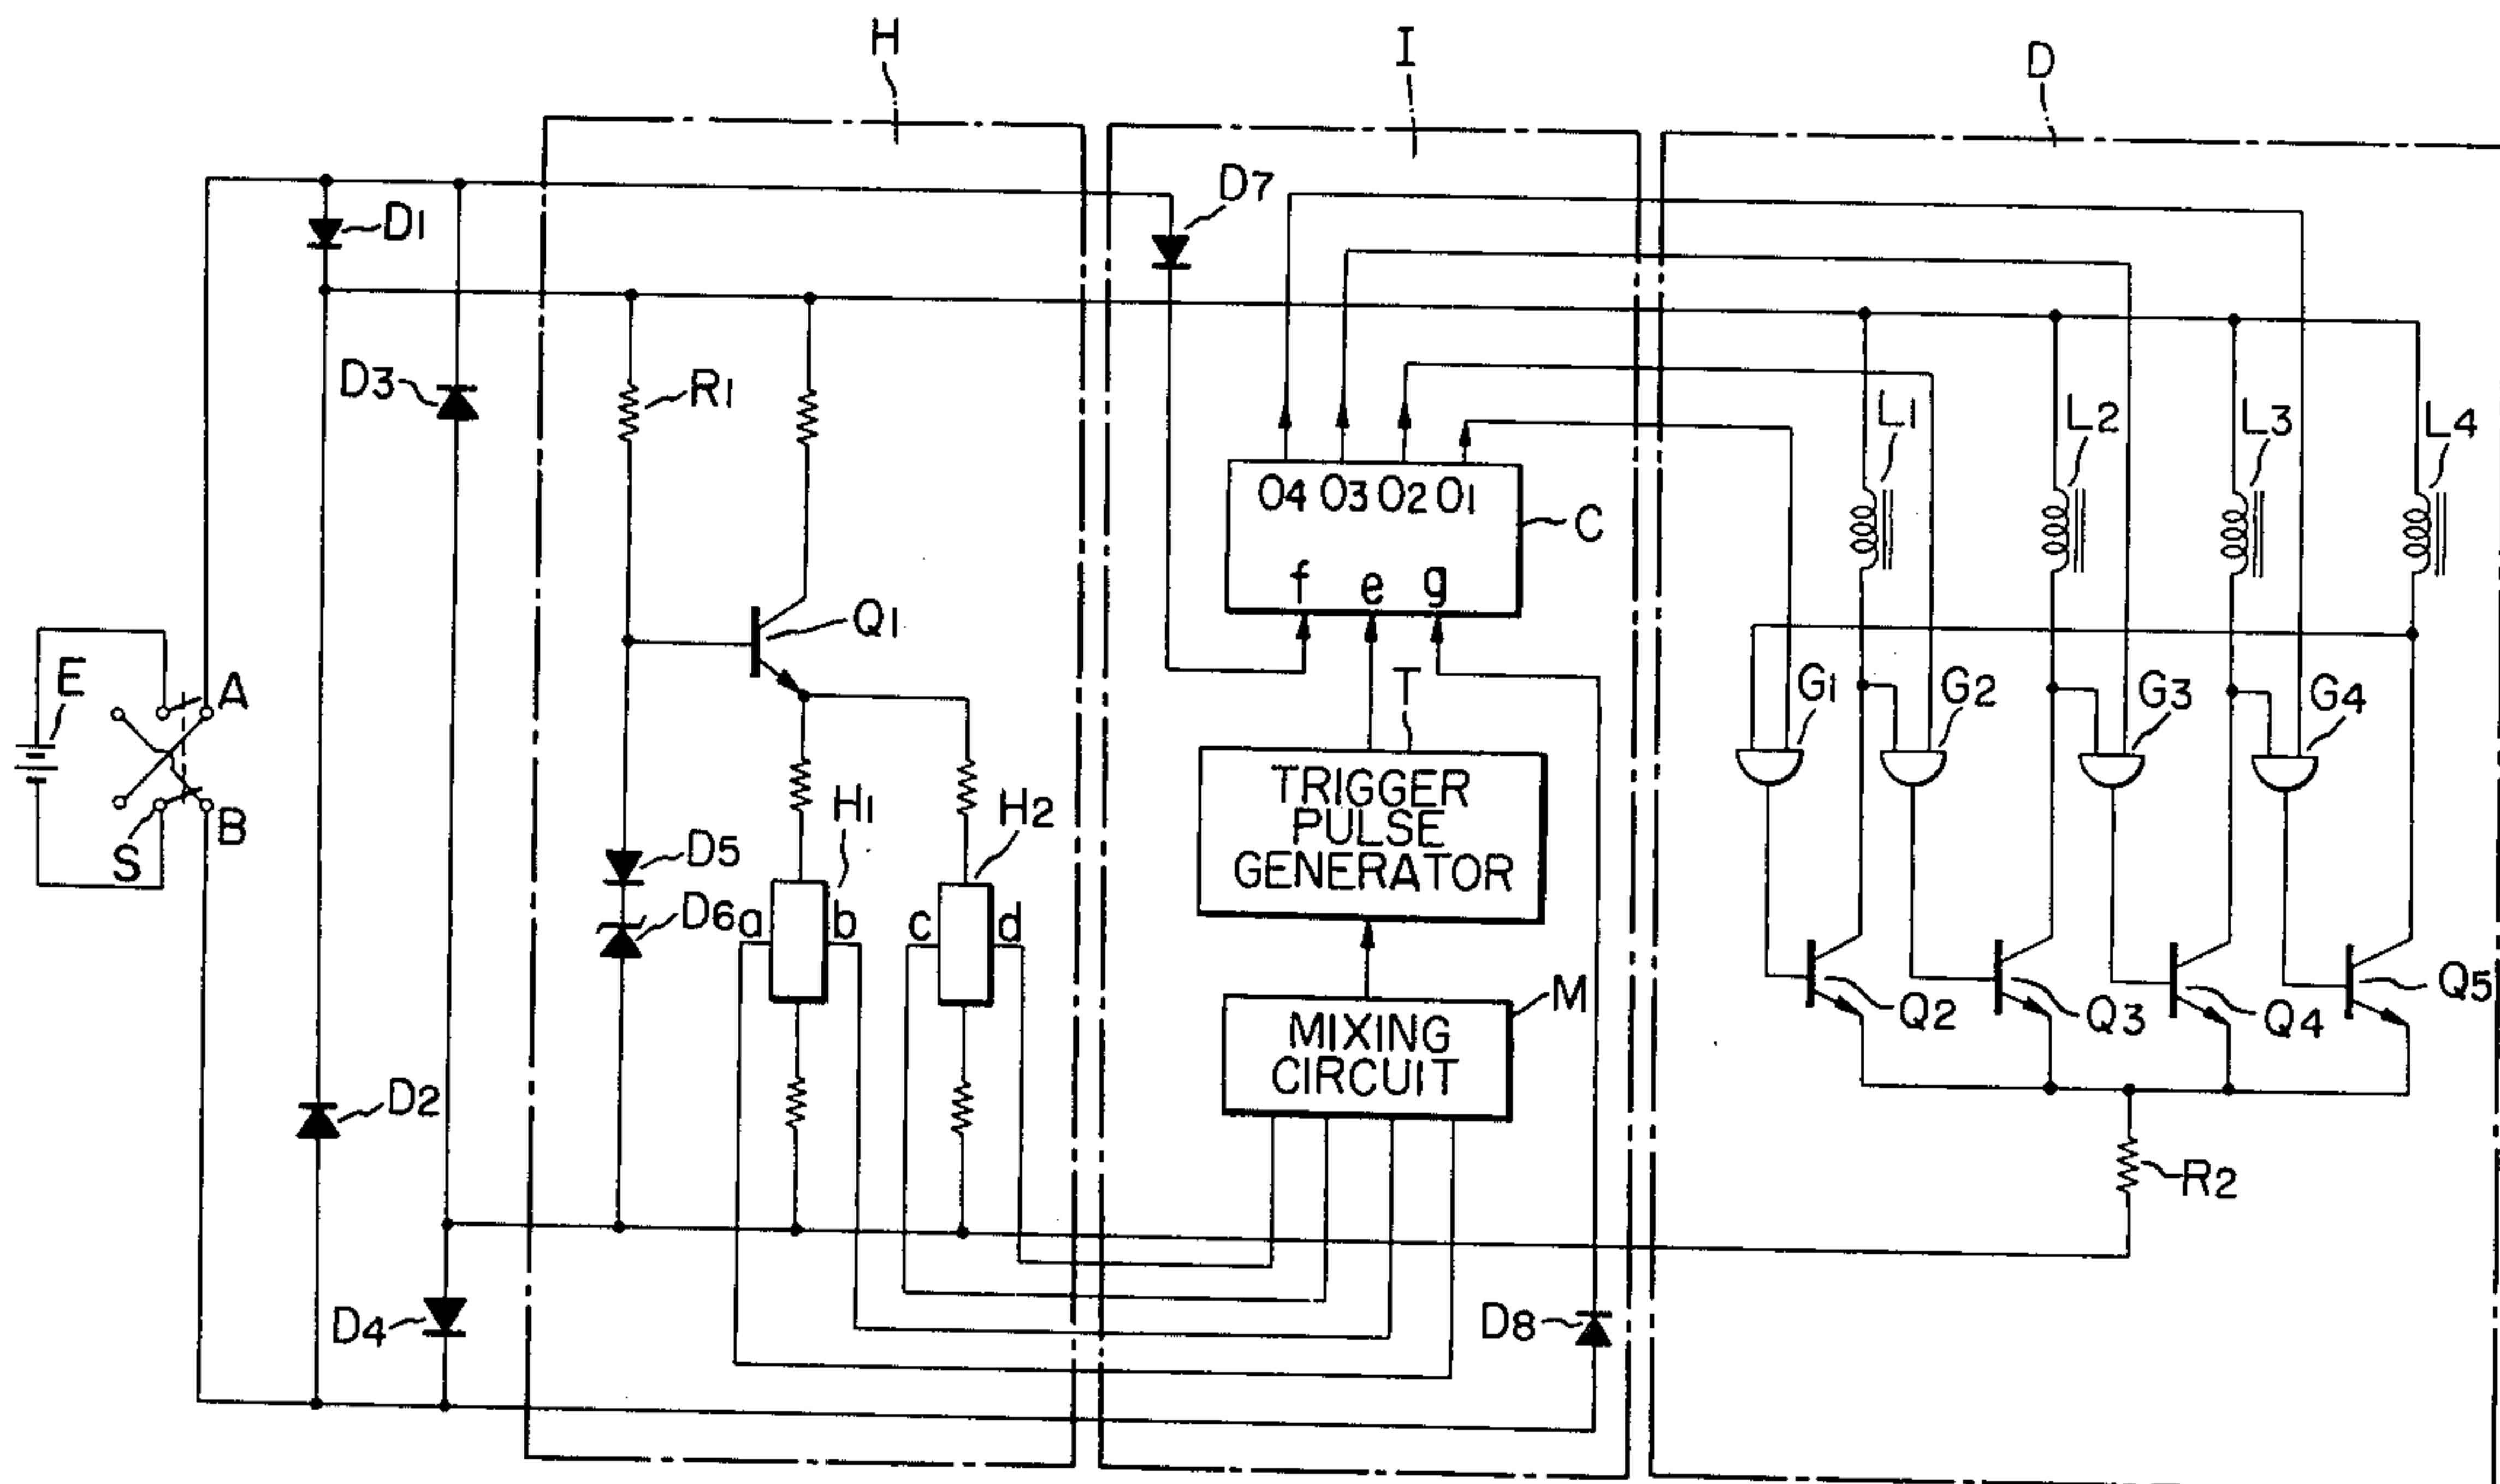 H
I
D
D7
D1
D3
R1
L1
L2
L3
L4
O4 O3 O2 O1
C
f e g
Q1
E
A
T
G1
G2
G3
G4
TRIGGER
PULSE
GENERATOR
H1
H2
B
S
D5
D6
a
b
c
d
M
MIXING
CIRCUIT
Q2
Q3
Q4
Q5
D2
R2
D4
D8